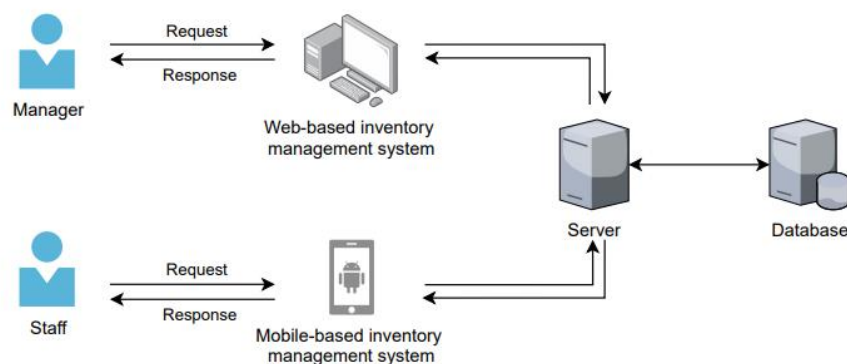 Request
Response
Manager
Web-based inventory
management system
Server
Database
Request
Response
Staff
Mobile-based inventory
management system